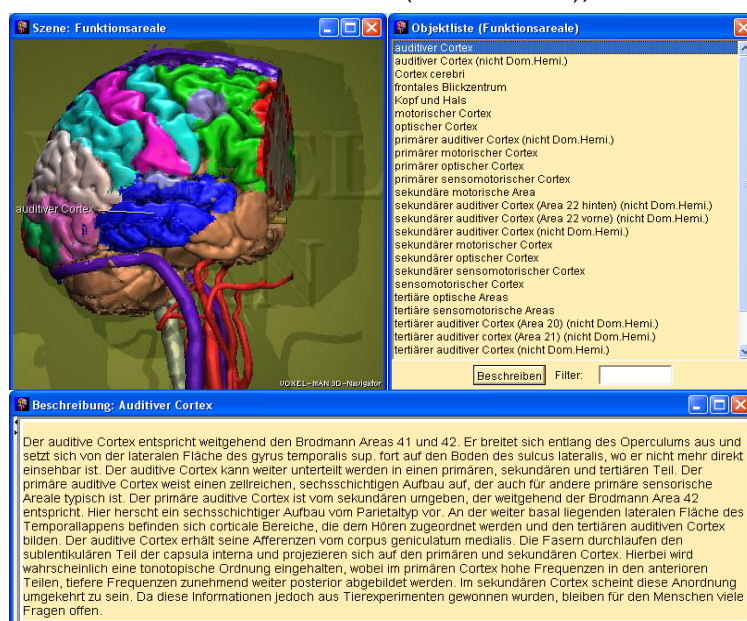 Szene: Funktionsareale
auditiver Cortex
VOXEL-MAN 3D-Navigator
Objektliste (Funktionsareale)
auditiver Cortex
auditiver Cortex (nicht Dom.Hemi.)
Cortex cerebri
frontales Blickzentrum
Kopf und Hals
motorischer Cortex
optischer Cortex
primärer auditiver Cortex (nicht Dom.Hemi.)
primärer motorischer Cortex
primärer optischer Cortex
primärer sensomotorischer Cortex
sekundäre motorische Area
sekundärer auditiver Cortex (Area 22 hinten) (nicht Dom.Hemi.)
sekundärer auditiver Cortex (Area 22 vorne) (nicht Dom.Hemi.)
sekundärer auditiver Cortex (nicht Dom.Hemi.)
sekundärer motorischer Cortex
sekundärer optischer Cortex
sekundärer sensomotorischer Cortex
sensomotorischer Cortex
tertiäre optische Areas
tertiäre sensomotorische Areas
tertiärer auditiver Cortex (Area 20) (nicht Dom.Hemi.)
tertiärer auditiver cortex (Area 21) (nicht Dom.Hemi.)
tertiärer auditiver Cortex (nicht Dom.Hemi.)
Beschreiben Filter:
Beschreibung: Auditiver Cortex
Der auditive Cortex entspricht weitgehend den Brodmann Areas 41 und 42. Er breitet sich entlang des Operculums aus und
setzt sich von der lateralen Fläche des gyrus temporalis sup. fort auf den Boden des sulcus lateralis, wo er nicht mehr direkt
einsehbar ist. Der auditive Cortex kann weiter unterteilt werden in einen primären, sekundären und tertiären Teil. Der
primäre auditive Cortex weist einen zellreichen, sechsschichtigen Aufbau auf, der auch für andere primäre sensorische
Areale typisch ist. Der primäre auditive Cortex ist vom sekundären umgeben, der weitgehend der Brodmann Area 42
entspricht. Hier herscht ein sechsschichtiger Aufbau vom Parietaltyp vor. An der weiter basal liegenden lateralen Fläche des
Temporallappens befinden sich corticale Bereiche, die dem Hören zugeordnet werden und den tertiären auditiven Cortex
bilden. Der auditive Cortex erhält seine Afferenzen vom corpus geniculatum medialis. Die Fasern durchlaufen den
sublentikulären Teil der capsula interna und projezieren sich auf den primären und sekundären Cortex. Hierbei wird
wahrscheinlich eine tonotopische Ordnung eingehalten, wobei im primären Cortex hohe Frequenzen in den anterioren
Teilen, tiefere Frequenzen zunehmend weiter posterior abgebildet werden. Im sekundären Cortex scheint diese Anordnung
umgekehrt zu sein. Da diese Informationen jedoch aus Tierexperimenten gewonnen wurden, bleiben für den Menschen viele
Fragen offen.